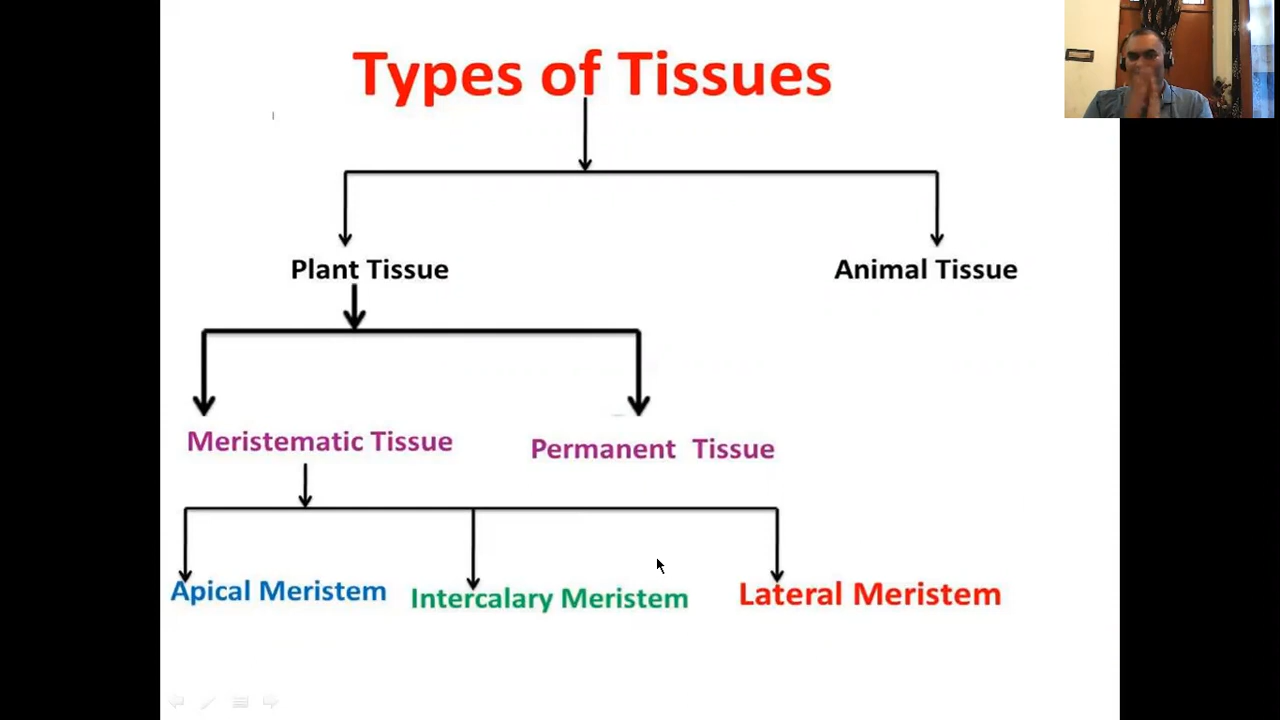 Types of Tissues
Plant Tissue
Animal Tissue
Meristematic Tissue
Permanent Tissue
Apical Meristem
Intercalary Meristem
Lateral Meristem